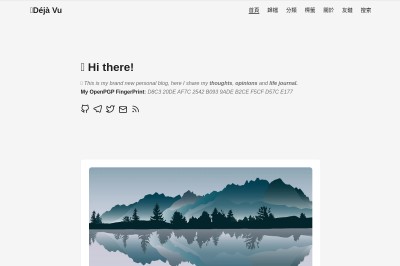 Déjà Vu
首頁 歸檔 分類 標籤 關於 友鏈 搜索
Hi there!
This is my brand new personal blog, here I share my thoughts, opinions and life journal.
My OpenPGP FingerPrint: D8C3 20DE AF7C 2542 B093 9ADE B2CE F5CF D57C E177